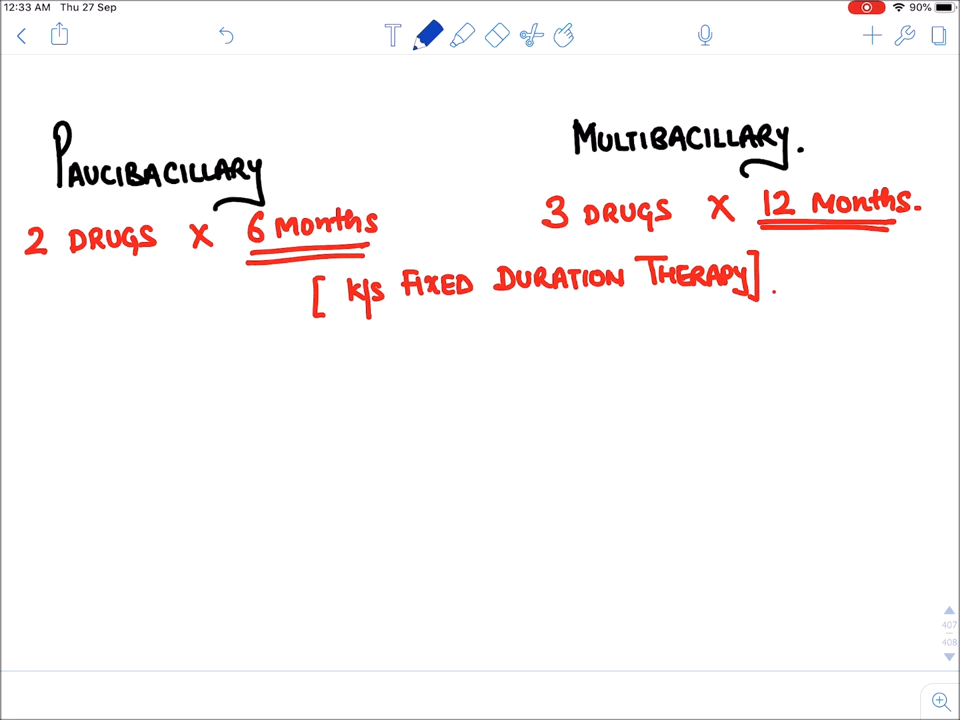 12:33 AM Thu 27 Sep 90%
T
PAUCIBACILLARY
MULTIBACILLARY.
2 DRUGS x 6 Months
3 DRUGS x 12 Months.
[ k/s FIXED DURATION THERAPY].
407
408